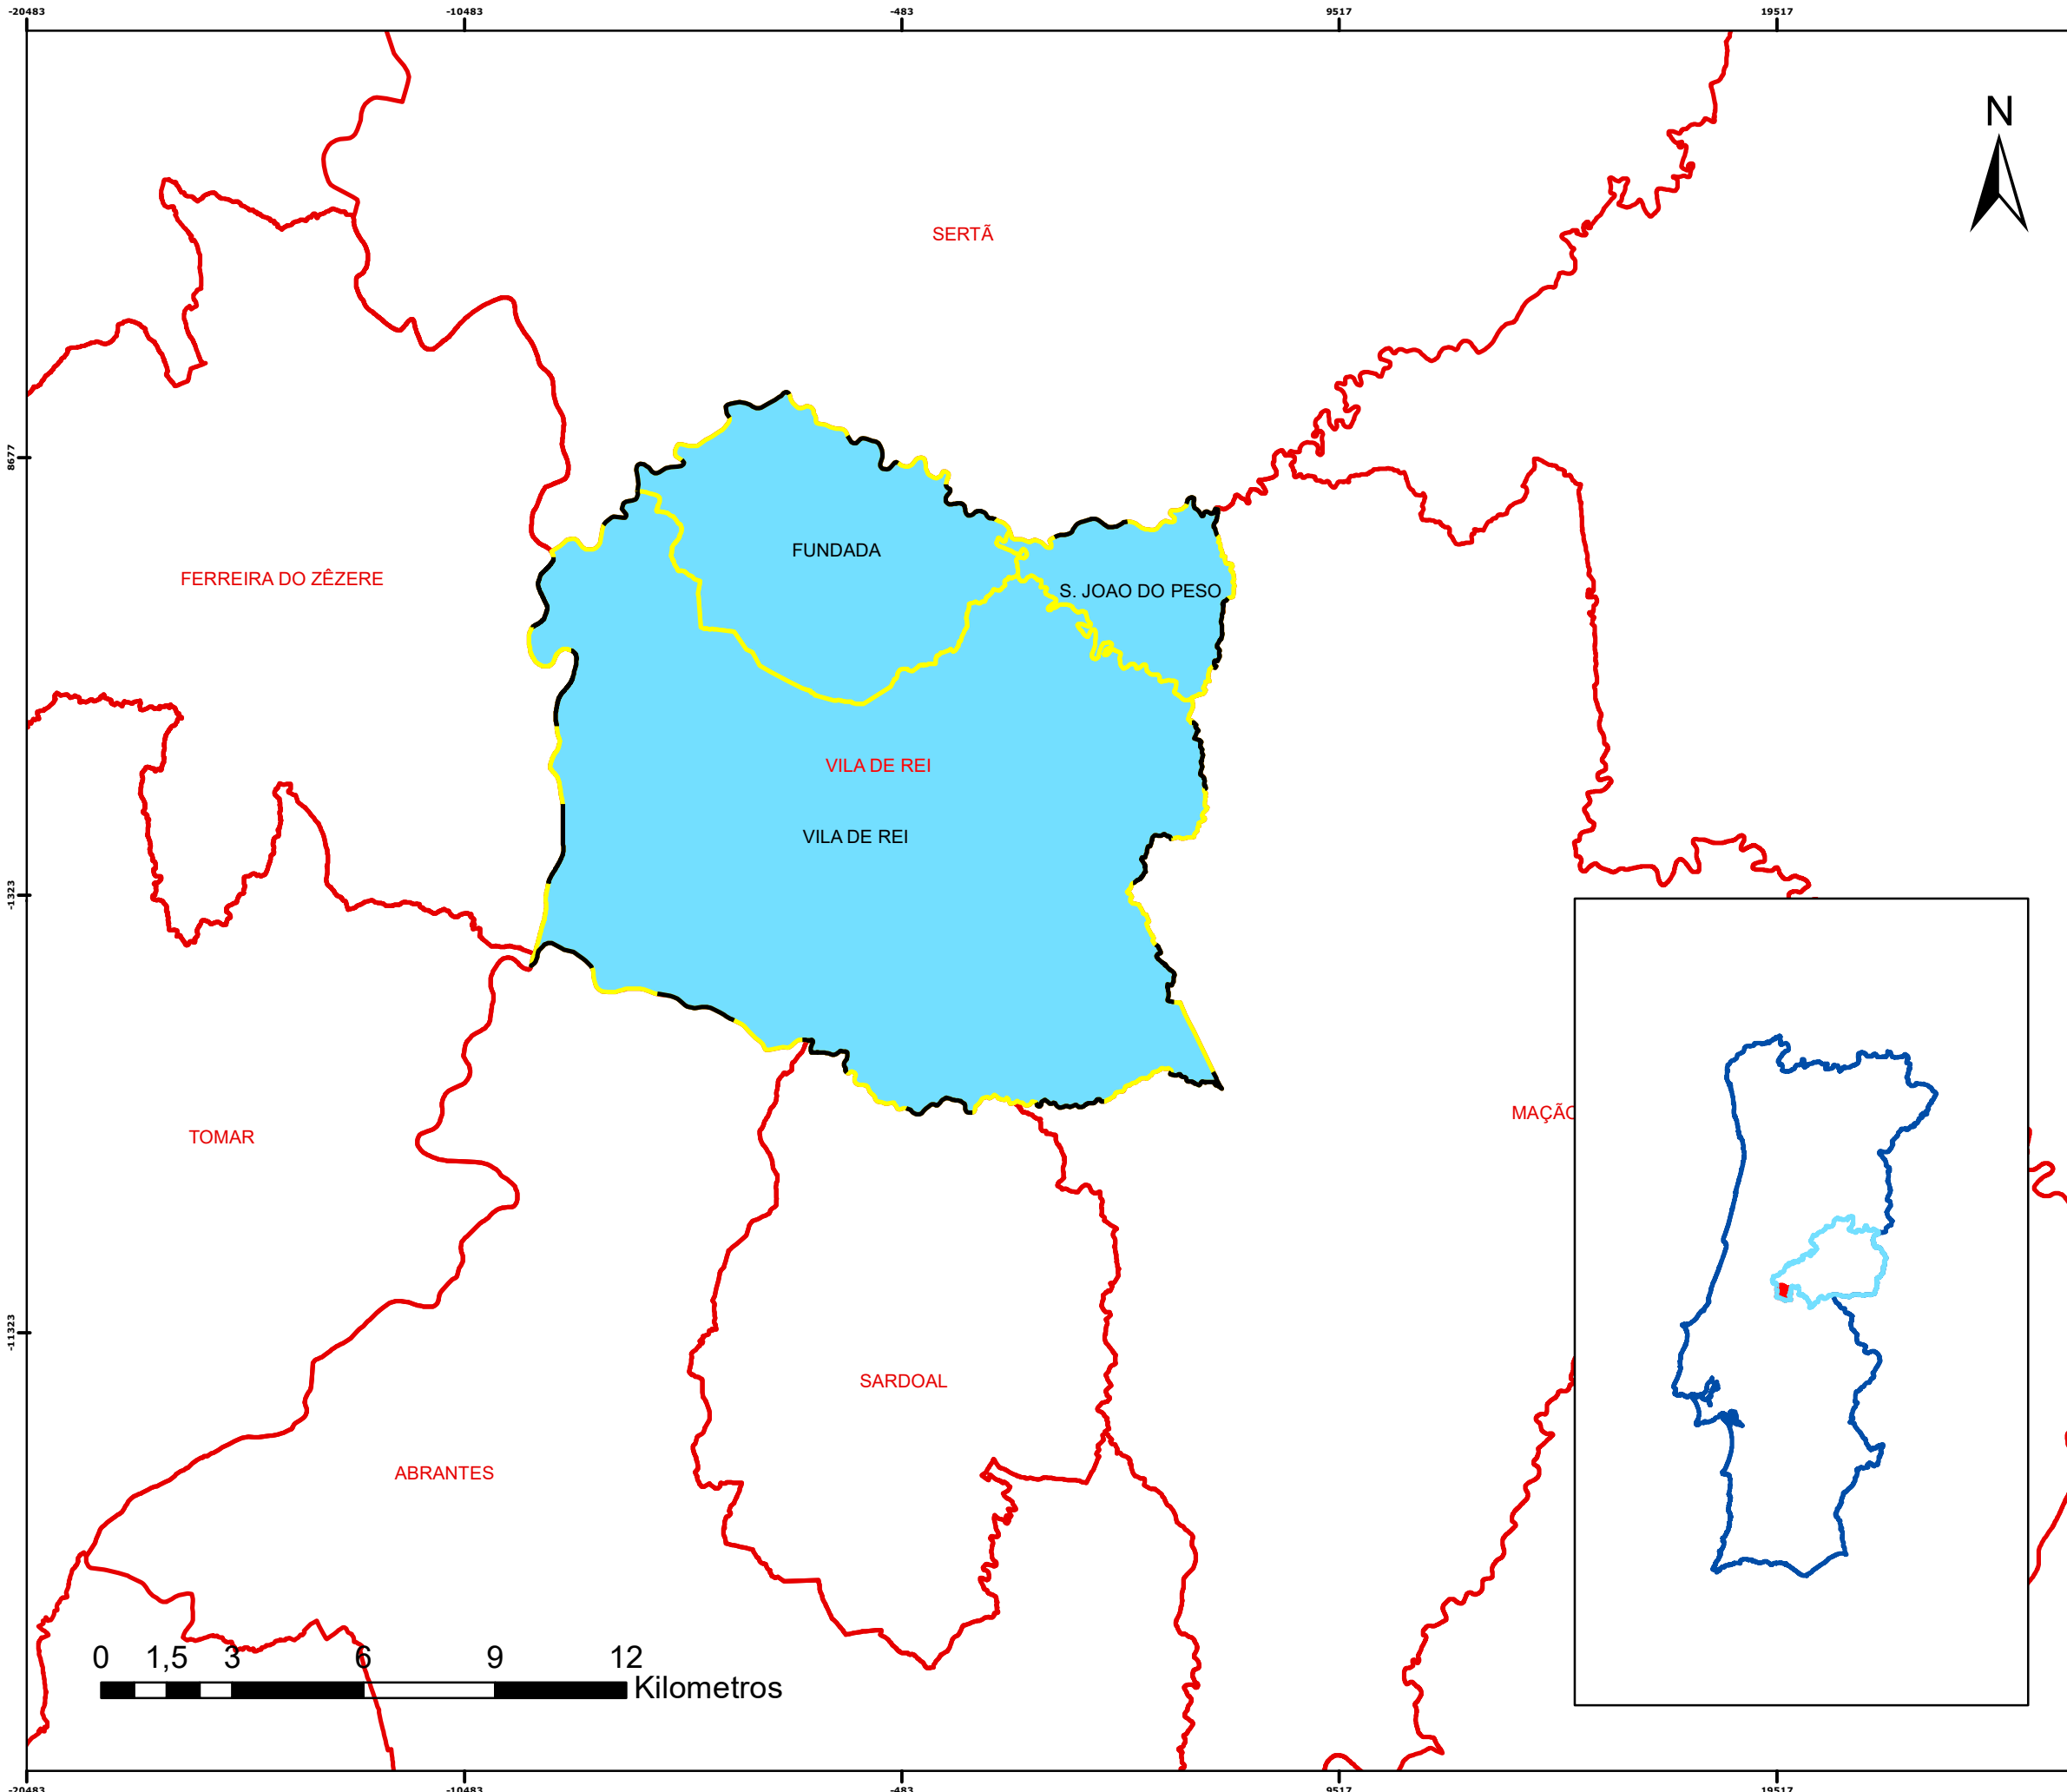 -20483
-10483
-483
9517
19517
N
SERTÃ
8677
FUNDADA
FERREIRA DO ZÊZERE
S. JOAO DO PESO
VILA DE REI
VILA DE REI
-1323
MAÇÃO
TOMAR
-11323
SARDOAL
ABRANTES
0 1,5 3 6 9 12
Kilometros
-20483
-10483
-483
9517
19517